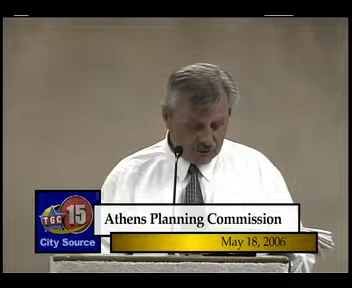 TGC 15
City Source
Athens Planning Commission
May 18, 2006